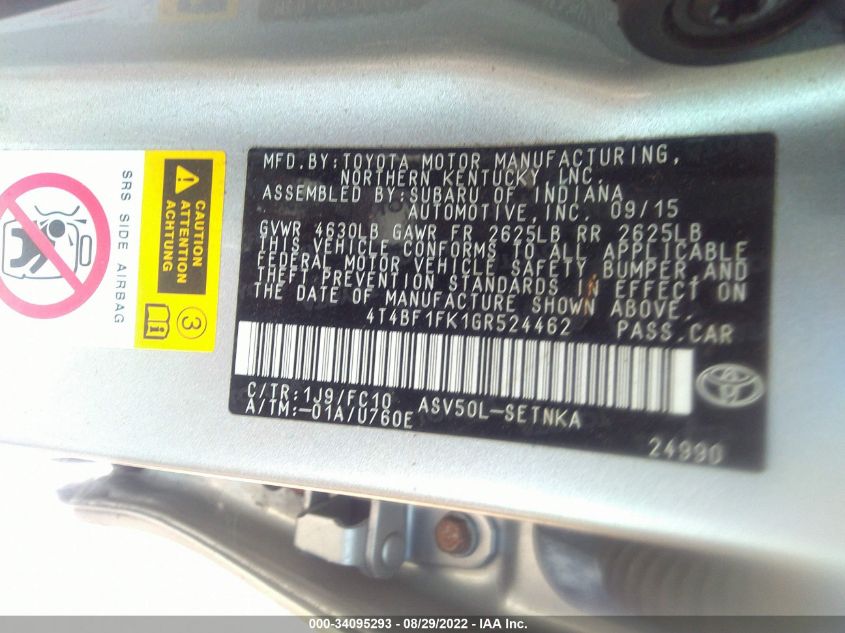 MFD.BY:TOYOTA MOTOR MANUFACTURING,
NORTHERN KENTUCKY INC.
ASSEMBLED BY:SUBARU OF INDIANA
AUTOMOTIVE,INC. 09/15
GVWR 4630LB GAWR FR 2625LB RR 2625LB
THIS VEHICLE CONFORMS TO ALL APPLICABLE
FEDERAL MOTOR VEHICLE SAFETY BUMPER,AND
THEFT PREVENTION STANDARDS IN EFFECT ON
THE DATE OF MANUFACTURE SHOWN ABOVE.
4T4BF1FK1GR524462 PASS.CAR
C/TR:1J9/FC10 ASV50L-SETNKA
A/TM:-01A/U760E
24990
SRS SIDE AIRBAG
CAUTION
ATTENTION
ACHTUNG
3
000-34095293 - 08/29/2022 - IAA Inc.